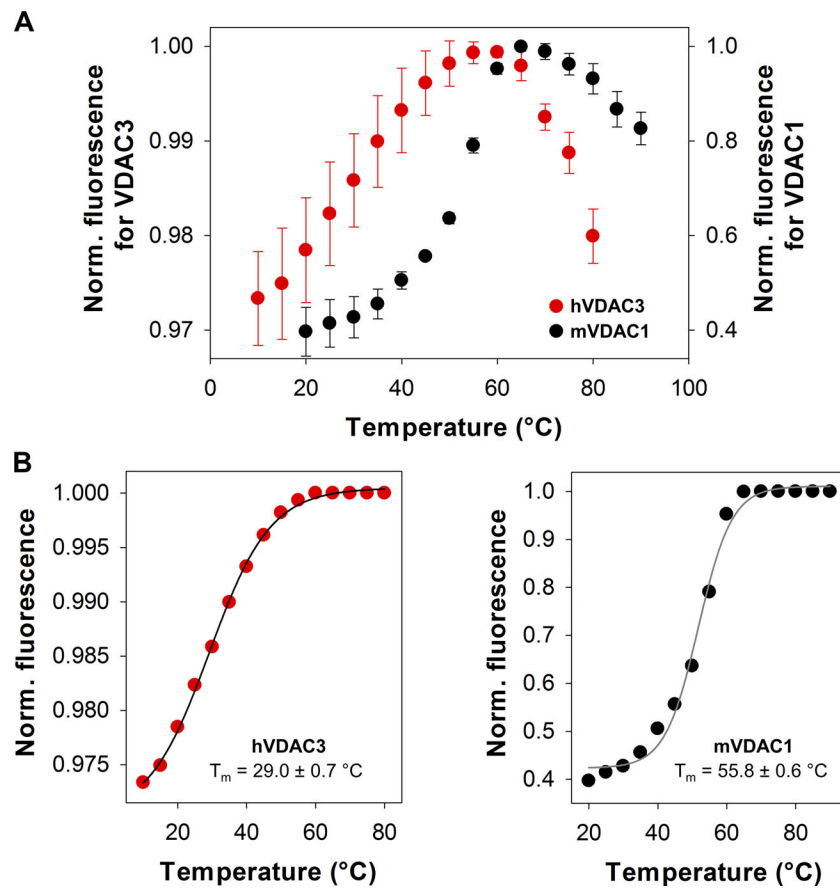 A
Norm. fluorescence
for VDAC3
1.00
0.99
0.98
0.97
1.0
0.8
0.6
0.4
Norm. fluorescence
for VDAC1
hVDAC3
mVDAC1
0 20 40 60 80 100
Temperature (°C)
B
Norm. fluorescence
1.000
0.995
0.990
0.985
0.980
0.975
hVDAC3
Tm = 29.0 ± 0.7 °C
20 40 60 80
Temperature (°C)
Norm. fluorescence
1.0
0.9
0.8
0.7
0.6
0.5
0.4
mVDAC1
Tm = 55.8 ± 0.6 °C
20 40 60 80
Temperature (°C)